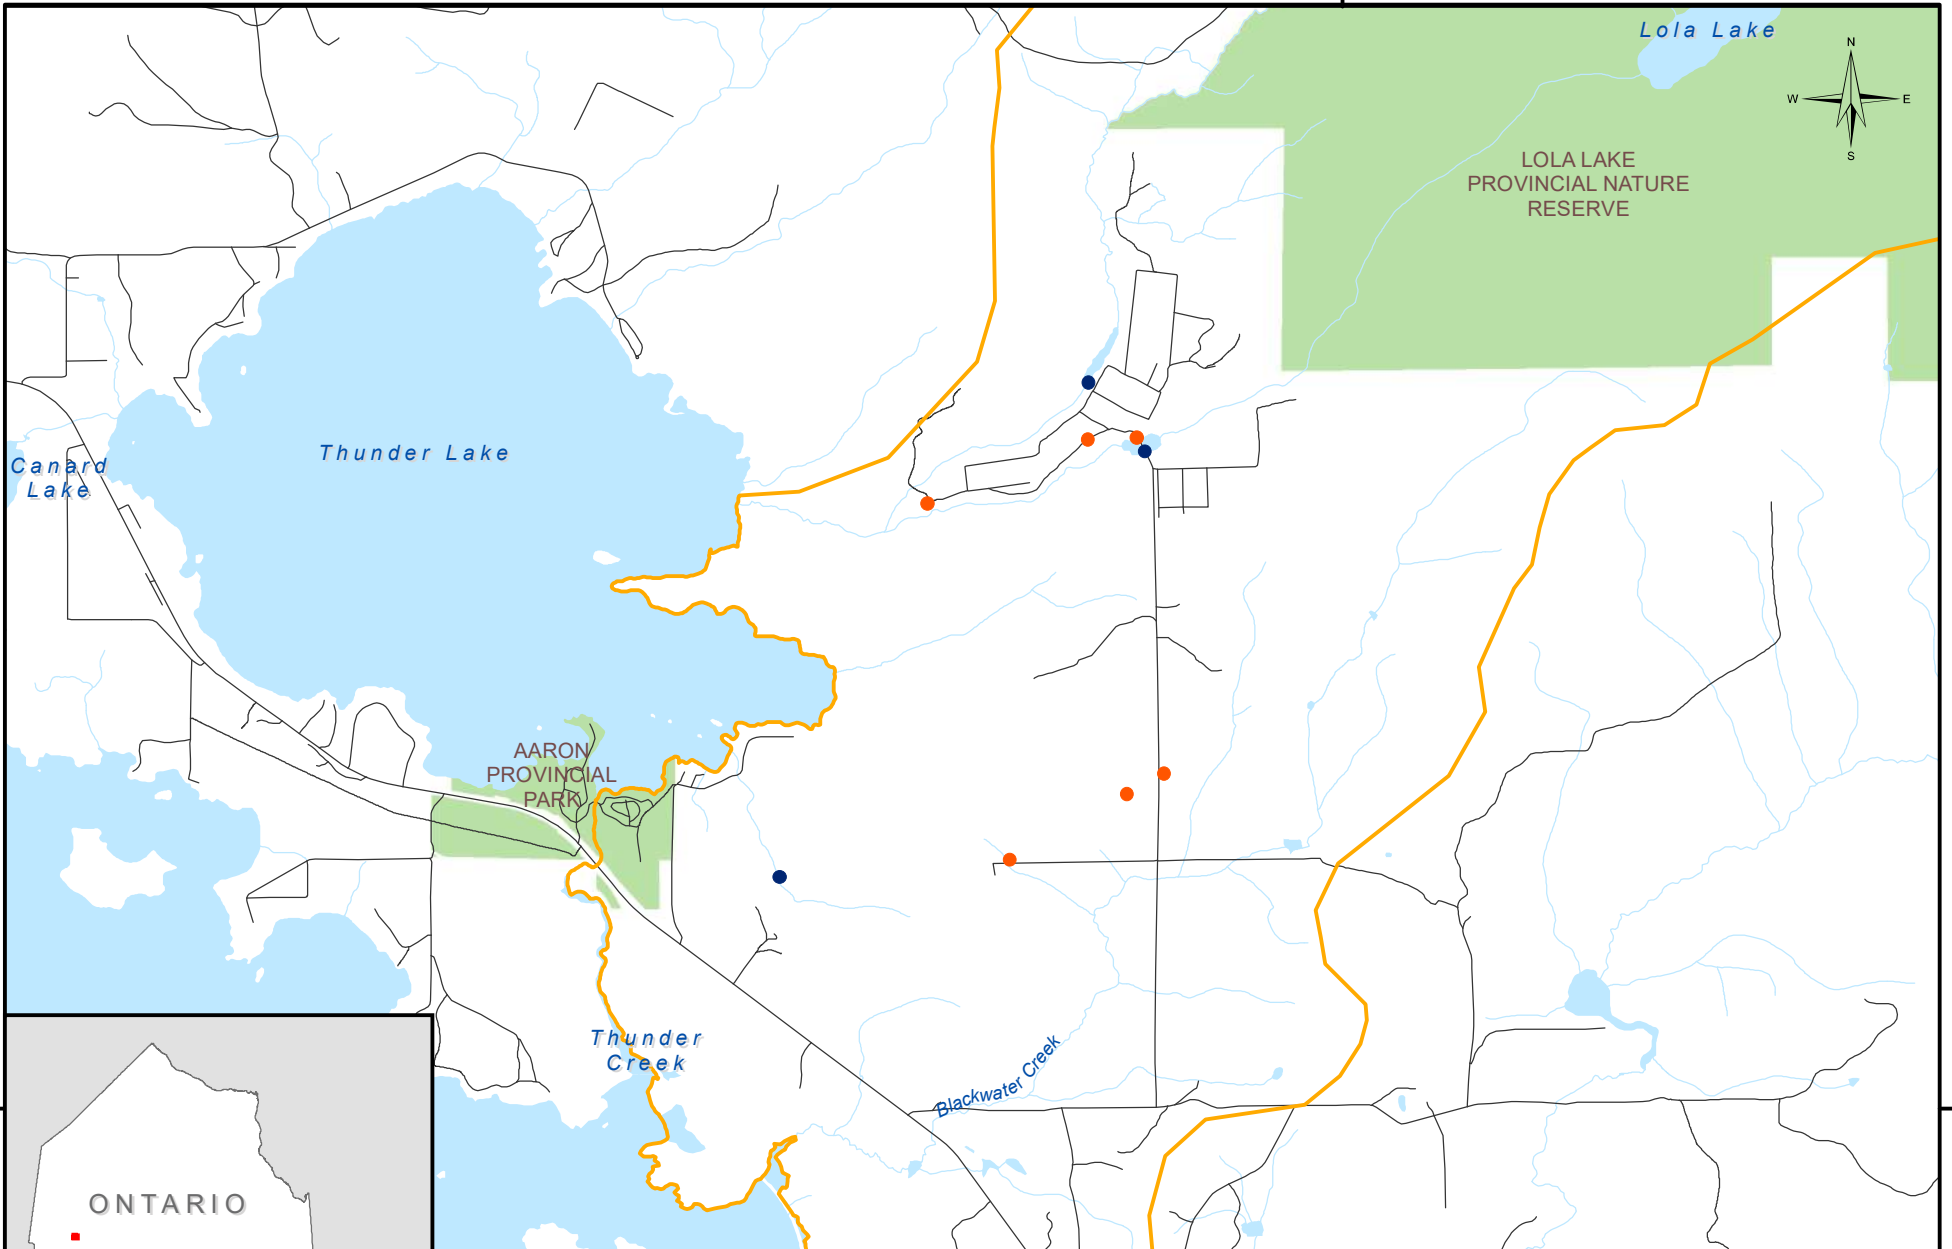 Lola Lake
N
W
E
S
LOLA LAKE
PROVINCIAL NATURE
RESERVE
Thunder Lake
Canard
Lake
AARON
PROVINCIAL
PARK
Thunder
Creek
Blackwater Creek
ONTARIO